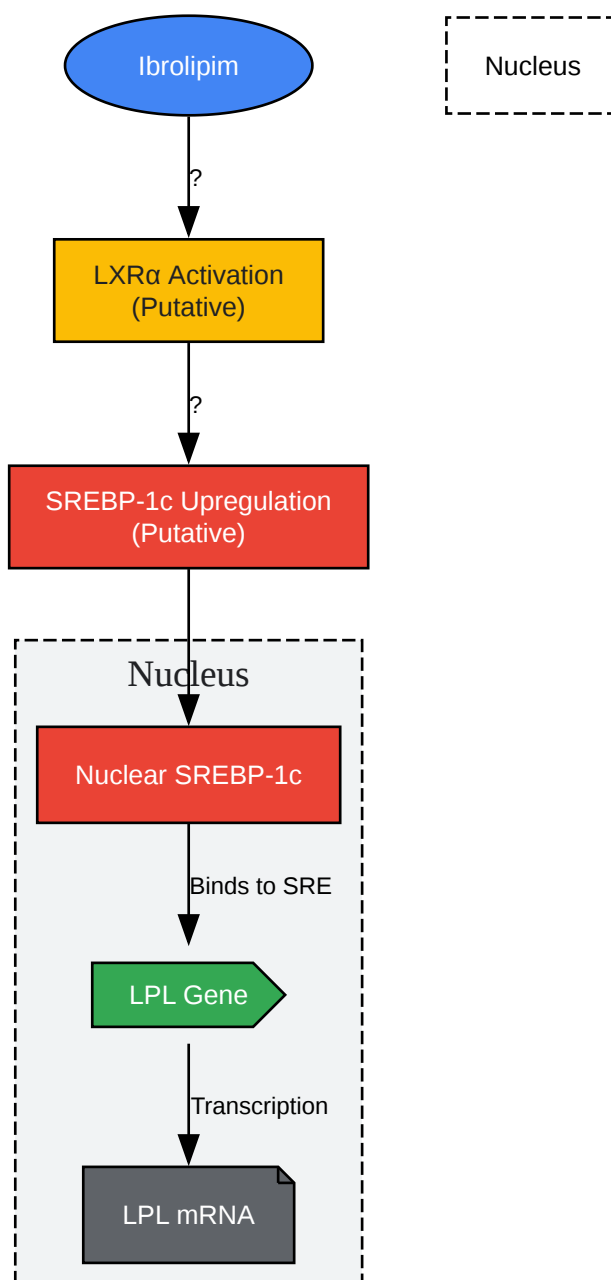 Ibrolipim
Nucleus
?
LXRα Activation
(Putative)
?
SREBP-1c Upregulation
(Putative)
Nucleus
Nuclear SREBP-1c
Binds to SRE
LPL Gene
Transcription
LPL mRNA